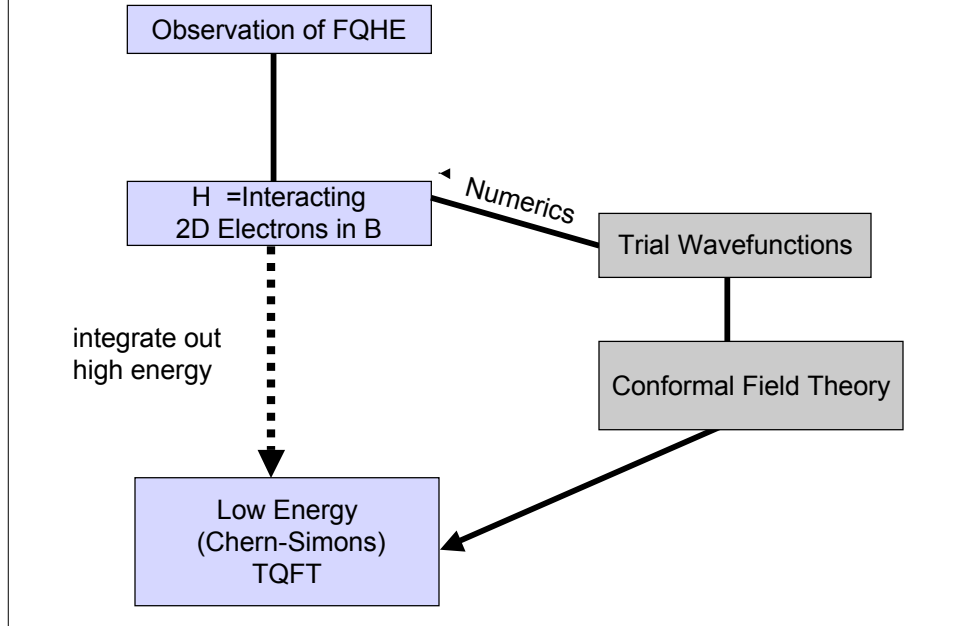 Observation of FQHE
H =Interacting
2D Electrons in B
Numerics
Trial Wavefunctions
integrate out
high energy
Conformal Field Theory
Low Energy
(Chern-Simons)
TQFT